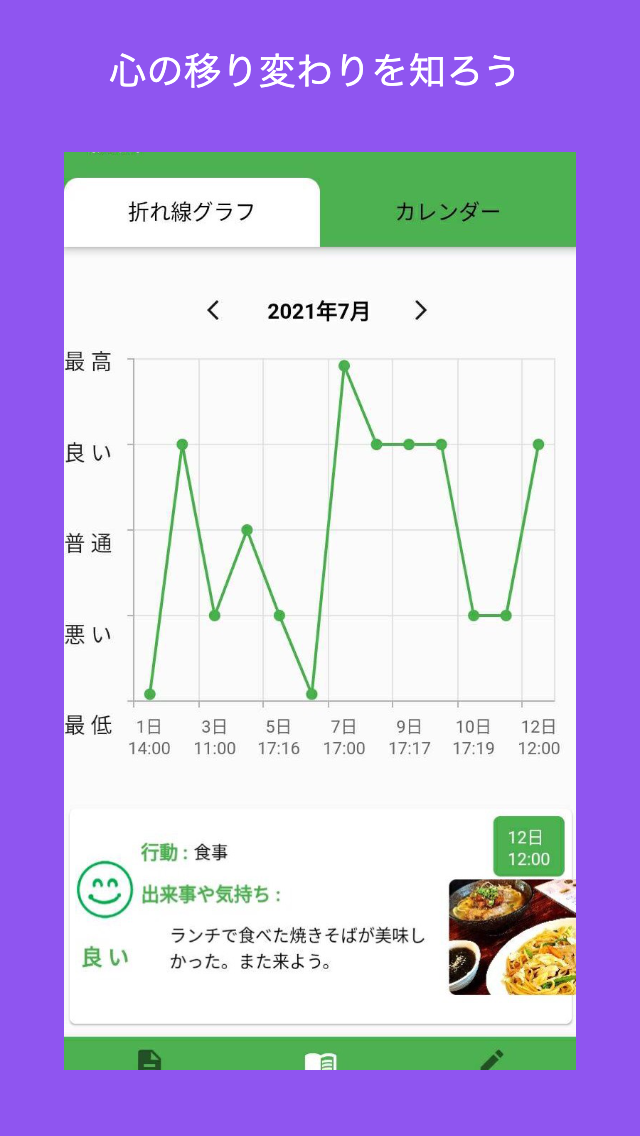 心の移り変わりを知ろう
折れ線グラフ
カレンダー
2021年7月
最高
良い
普通
悪い
最低
1日 3日 5日 7日 9日 10日 12日
14:00 11:00 17:16 17:00 17:17 17:19 12:00
12日
12:00
行動 : 食事
出来事や気持ち :
良い
ランチで食べた焼きそばが美味し
かった。また来よう。